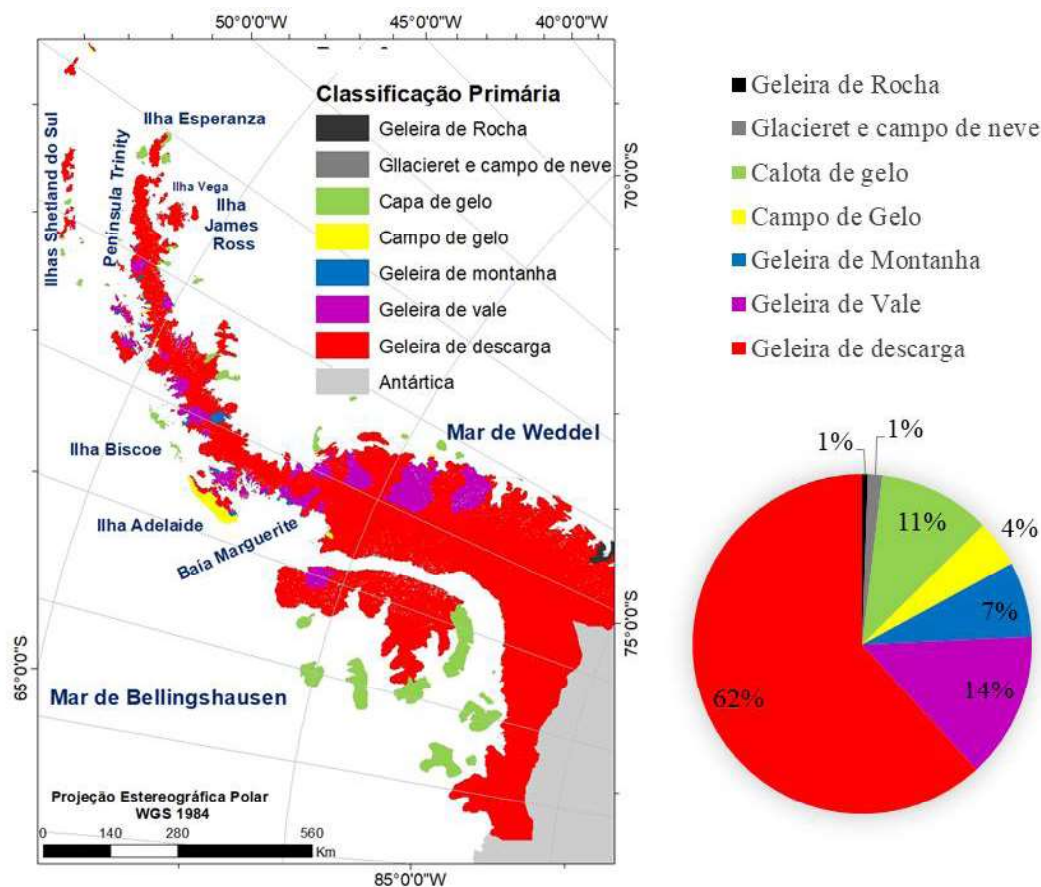 50°0'0"W
45°0'0"W
40°0'0"W
Classificação Primária
Geleira de Rocha
Gllacieret e campo de neve
Capa de gelo
Campo de gelo
Geleira de montanha
Geleira de vale
Geleira de descarga
Antártica
Ilha Esperanza
Ilhas Shetland do Sul
Peninsula Trinity
Ilha Vega
Ilha
James
Ross
70°0'0"S
Mar de Weddel
Ilha Biscoe
Ilha Adelaide
Baía Marguerite
65°0'0"S
75°0'0"S
Mar de Bellingshausen
Projeção Estereográfica Polar
WGS 1984
0 140 280 560
Km
85°0'0"W
Geleira de Rocha
Glacieret e campo de neve
Calota de gelo
Campo de Gelo
Geleira de Montanha
Geleira de Vale
Geleira de descarga
1%
1%
11%
4%
7%
14%
62%